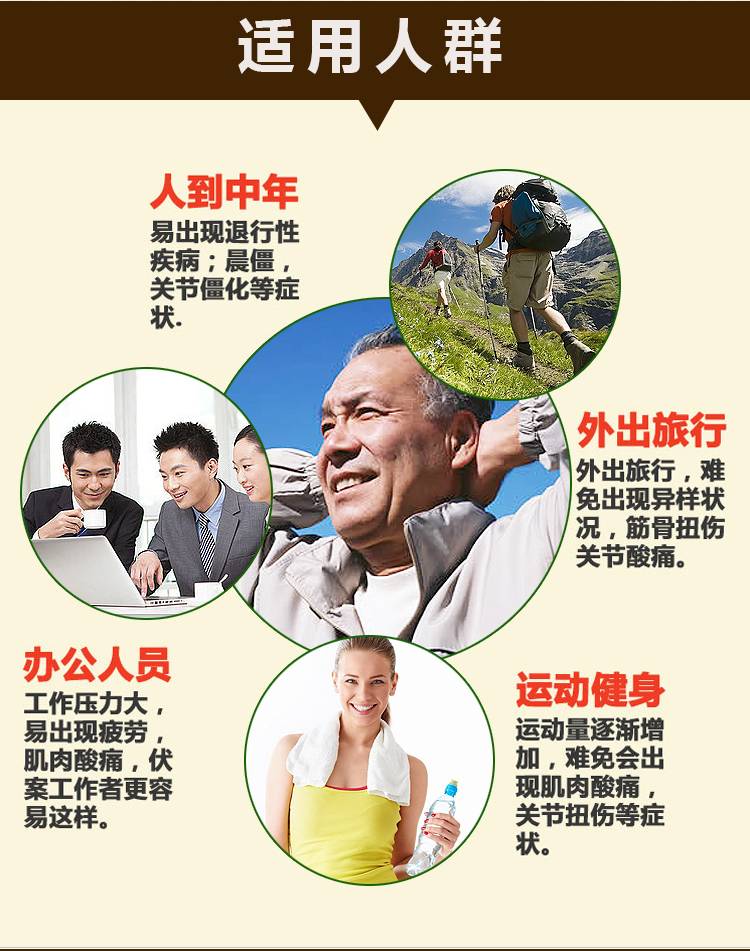 适用人群
人到中年
易出现退行性
疾病；晨僵，
关节僵化等症
状.
外出旅行
外出旅行，难
免出现异样状
况，筋骨扭伤
关节酸痛。
办公人员
工作压力大，
易出现疲劳，
肌肉酸痛，伏
案工作者更容
易这样。
运动健身
运动量逐渐增
加，难免会出
现肌肉酸痛，
关节扭伤等症
状。